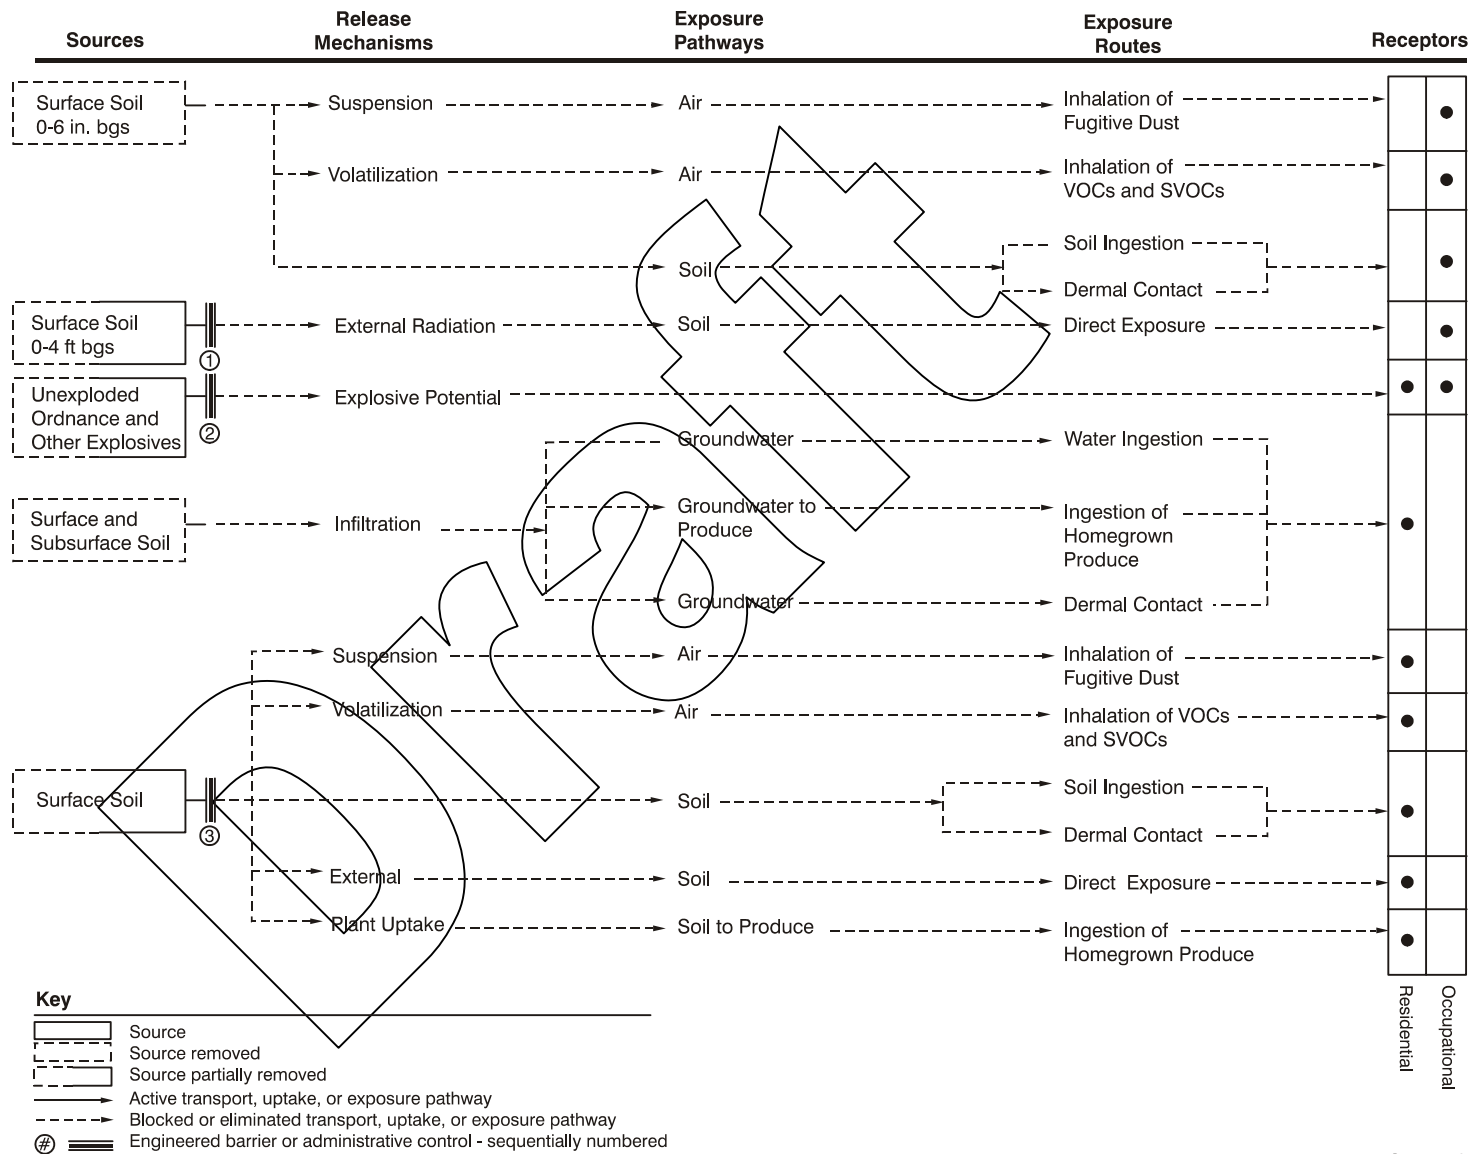 Sources
Release
Mechanisms
Exposure
Pathways
Exposure
Routes
Receptors
Surface Soil
0-6 in. bgs
Suspension
Air
Inhalation of
Fugitive Dust
Volatilization
Air
Inhalation of
VOCs and SVOCs
Soil
Soil Ingestion
Dermal Contact
Surface Soil
0-4 ft bgs
1
External Radiation
Soil
Direct Exposure
Unexploded
Ordnance and
Other Explosives
2
Explosive Potential
Groundwater
Water Ingestion
Surface and
Subsurface Soil
Infiltration
Groundwater to
Produce
Ingestion of
Homegrown
Produce
Groundwater
Dermal Contact
Suspension
Air
Inhalation of
Fugitive Dust
Volatilization
Air
Inhalation of VOCs
and SVOCs
Surface Soil
3
Soil
Soil Ingestion
Dermal Contact
External
Soil
Direct Exposure
Plant Uptake
Soil to Produce
Ingestion of
Homegrown Produce
Residential
Occupational
Draft
Key
Source
Source removed
Source partially removed
Active transport, uptake, or exposure pathway
Blocked or eliminated transport, uptake, or exposure pathway
# Engineered barrier or administrative control - sequentially numbered